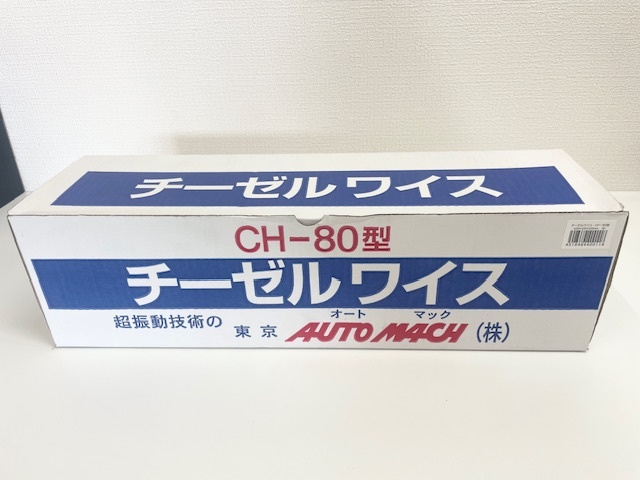 チーゼルワイス
CH-80型
チーゼルワイス
オート マック
超振動技術の 東京 AUTO MACH (株)